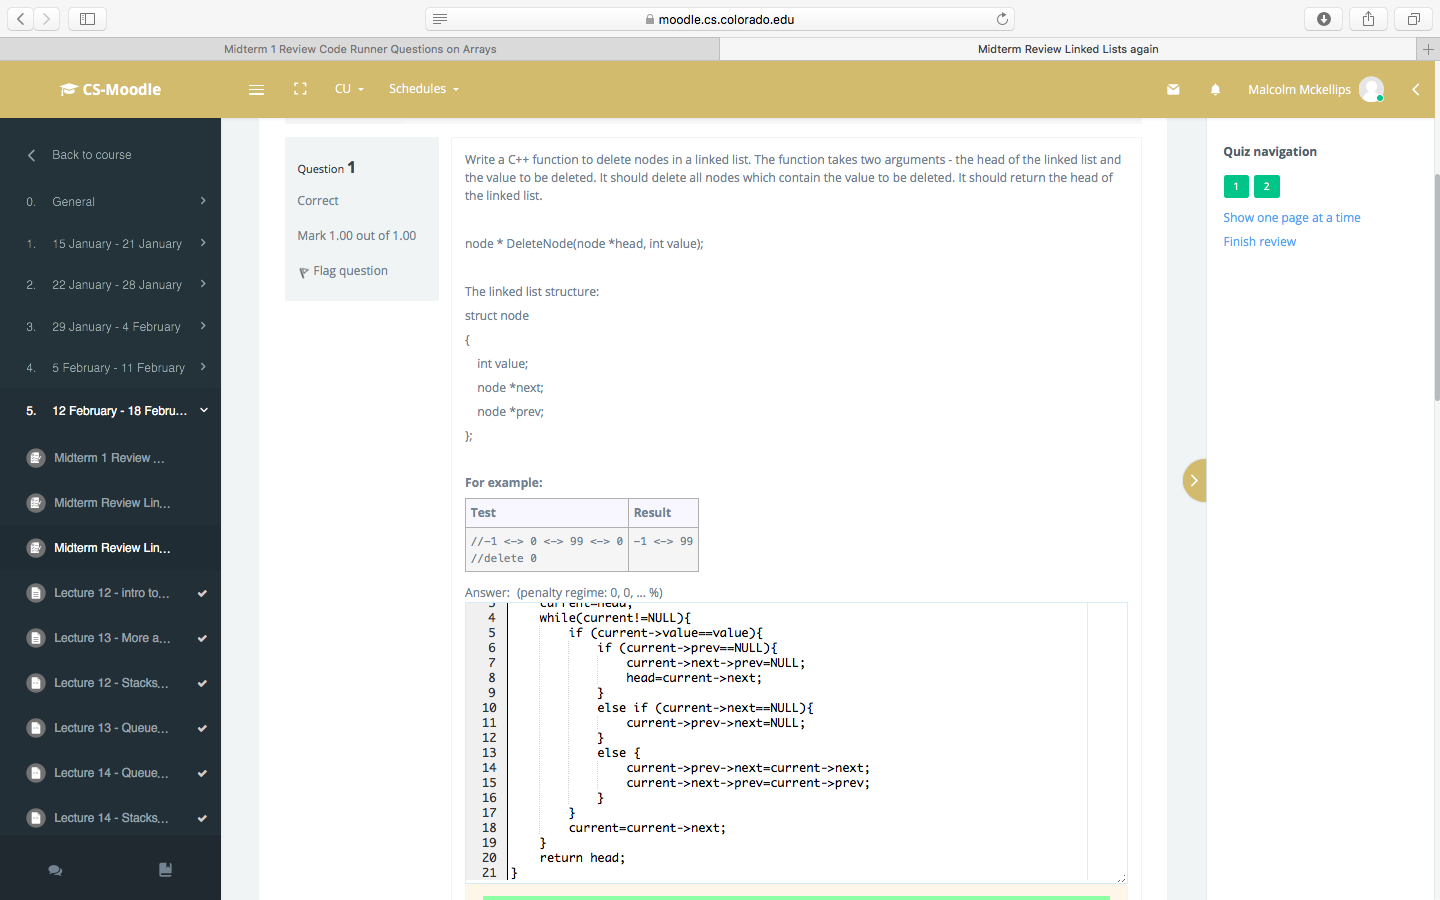 moodle.cs.colorado.edu
Midterm 1 Review Code Runner Questions on Arrays
Midterm Review Linked Lists again
CS-Moodle
CU
Schedules
Malcolm Mckellips
Back to course
0. General
1. 15 January - 21 January
2. 22 January - 28 January
3. 29 January - 4 February
4. 5 February - 11 February
5. 12 February - 18 Febru...
Midterm 1 Review ...
Midterm Review Lin...
Midterm Review Lin...
Lecture 12 - intro to...
Lecture 13 - More a...
Lecture 12 - Stacks...
Lecture 13 - Queue...
Lecture 14 - Queue...
Lecture 14 - Stacks...
Question 1
Correct
Mark 1.00 out of 1.00
Flag question
Write a C++ function to delete nodes in a linked list. The function takes two arguments - the head of the linked list and
the value to be deleted. It should delete all nodes which contain the value to be deleted. It should return the head of
the linked list.
node * DeleteNode(node *head, int value);
The linked list structure:
struct node
{
int value;
node *next;
node *prev;
};
For example:
Test Result
//-1 <-> 0 <-> 99 <-> 0 -1 <-> 99
//delete 0
Answer: (penalty regime: 0, 0, ... %)
3 current=head;
4 while(current!=NULL){
5 if (current->value==value){
6 if (current->prev==NULL){
7 current->next->prev=NULL;
8 head=current->next;
9 }
10 else if (current->next==NULL){
11 current->prev->next=NULL;
12 }
13 else {
14 current->prev->next=current->next;
15 current->next->prev=current->prev;
16 }
17 }
18 current=current->next;
19 }
20 return head;
21 }
Quiz navigation
1 2
Show one page at a time
Finish review